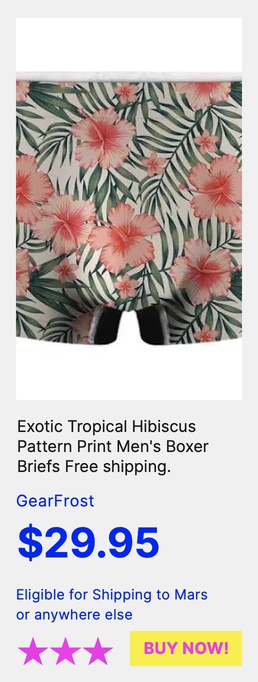 Exotic Tropical Hibiscus
Pattern Print Men's Boxer
Briefs Free shipping.
GearFrost
$29.95
Eligible for Shipping to Mars
or anywhere else
BUY NOW!